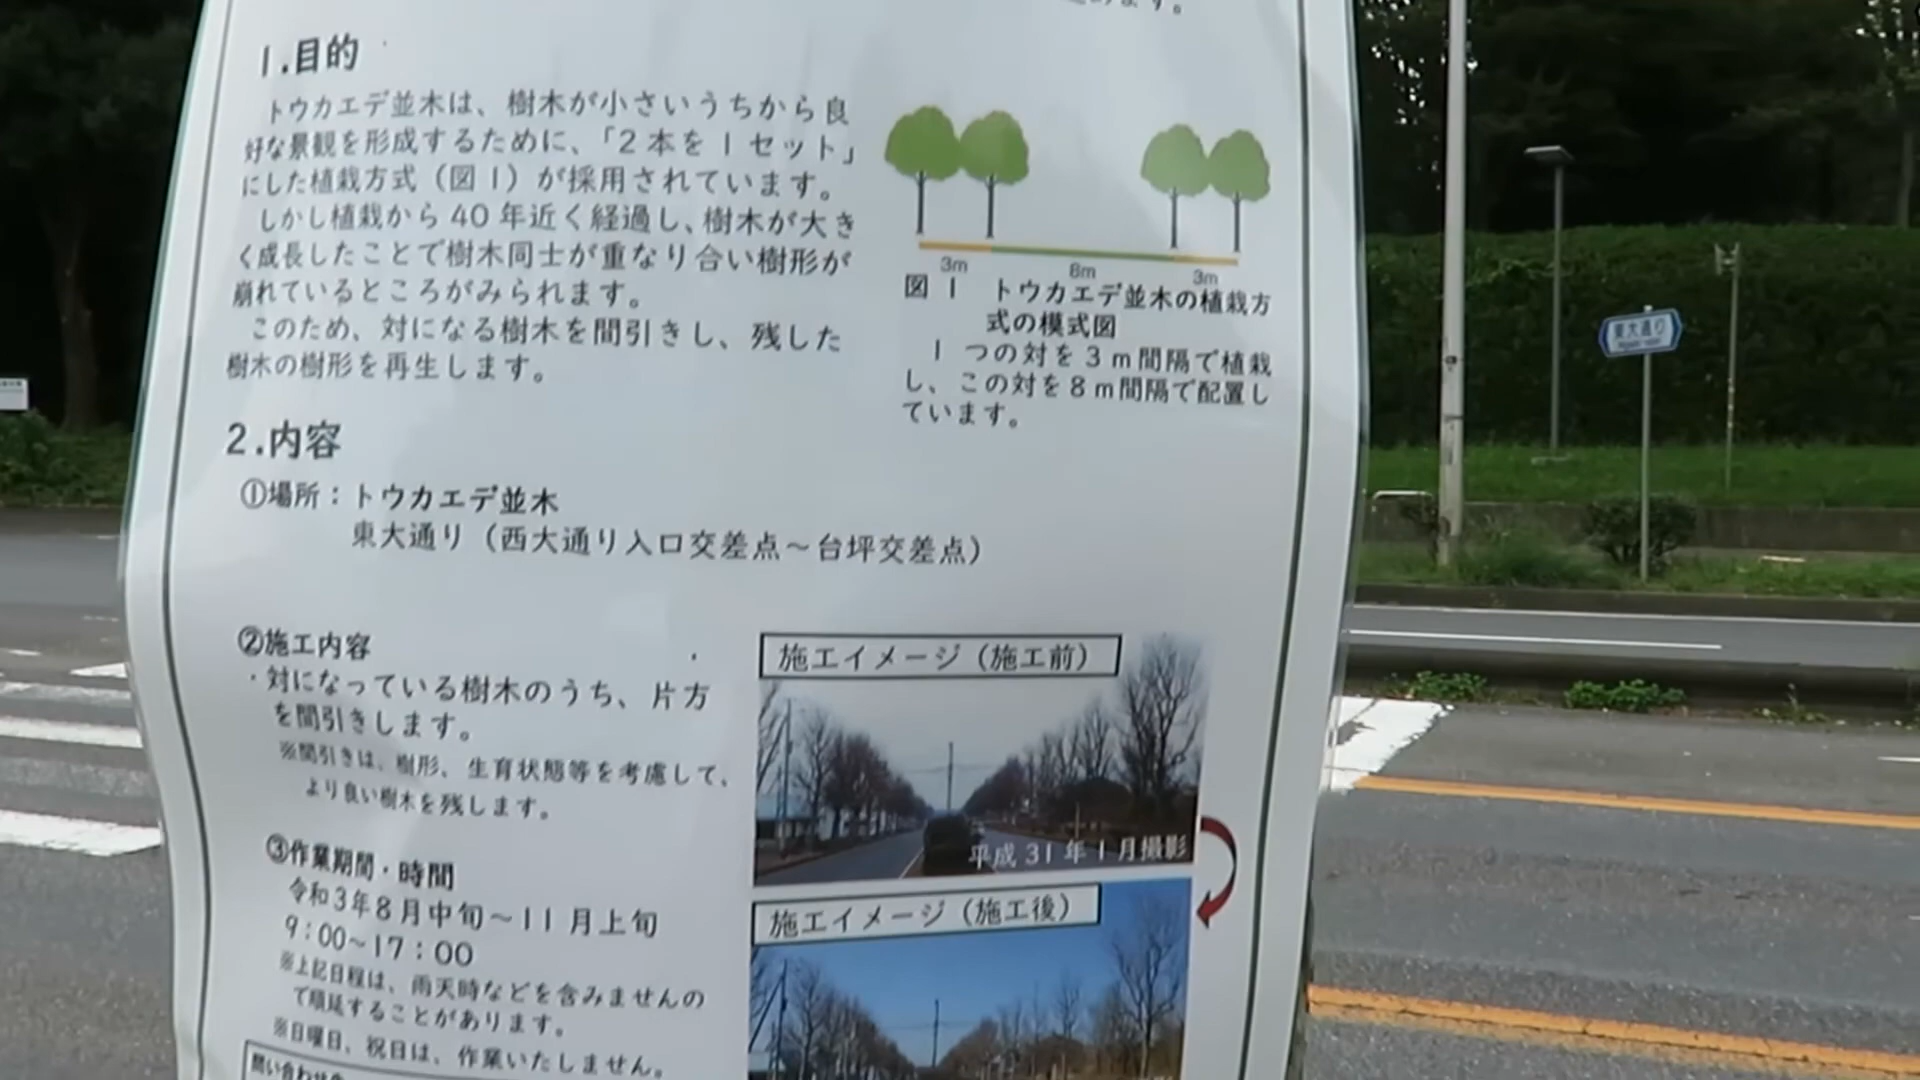 1.目的
トウカエデ並木は、樹木が小さいうちから良
好な景観を形成するために、「2本を1セット」
にした植栽方式（図1）が採用されています。
しかし植栽から40年近く経過し、樹木が大き
く成長したことで樹木同士が重なり合い樹形が
崩れているところがみられます。
このため、対になる樹木を間引きし、残した
樹木の樹形を再生します。
3m
8m
3m
図1 トウカエデ並木の植栽方
式の模式図
1つの対を3m間隔で植栽
し、この対を8m間隔で配置し
ています。
2.内容
①場所：トウカエデ並木
東大通り（西大通り入口交差点～台坪交差点）
②施工内容
・対になっている樹木のうち、片方
を間引きします。
※間引きは、樹形、生育状態等を考慮して、
より良い樹木を残します。
③作業期間・時間
令和3年8月中旬～11月上旬
9：00～17：00
※上記日程は、雨天時などを含みませんの
で順延することがあります。
※日曜日、祝日は、作業いたしません。
施工イメージ（施工前）
平成31年1月撮影
施工イメージ（施工後）
東大通り